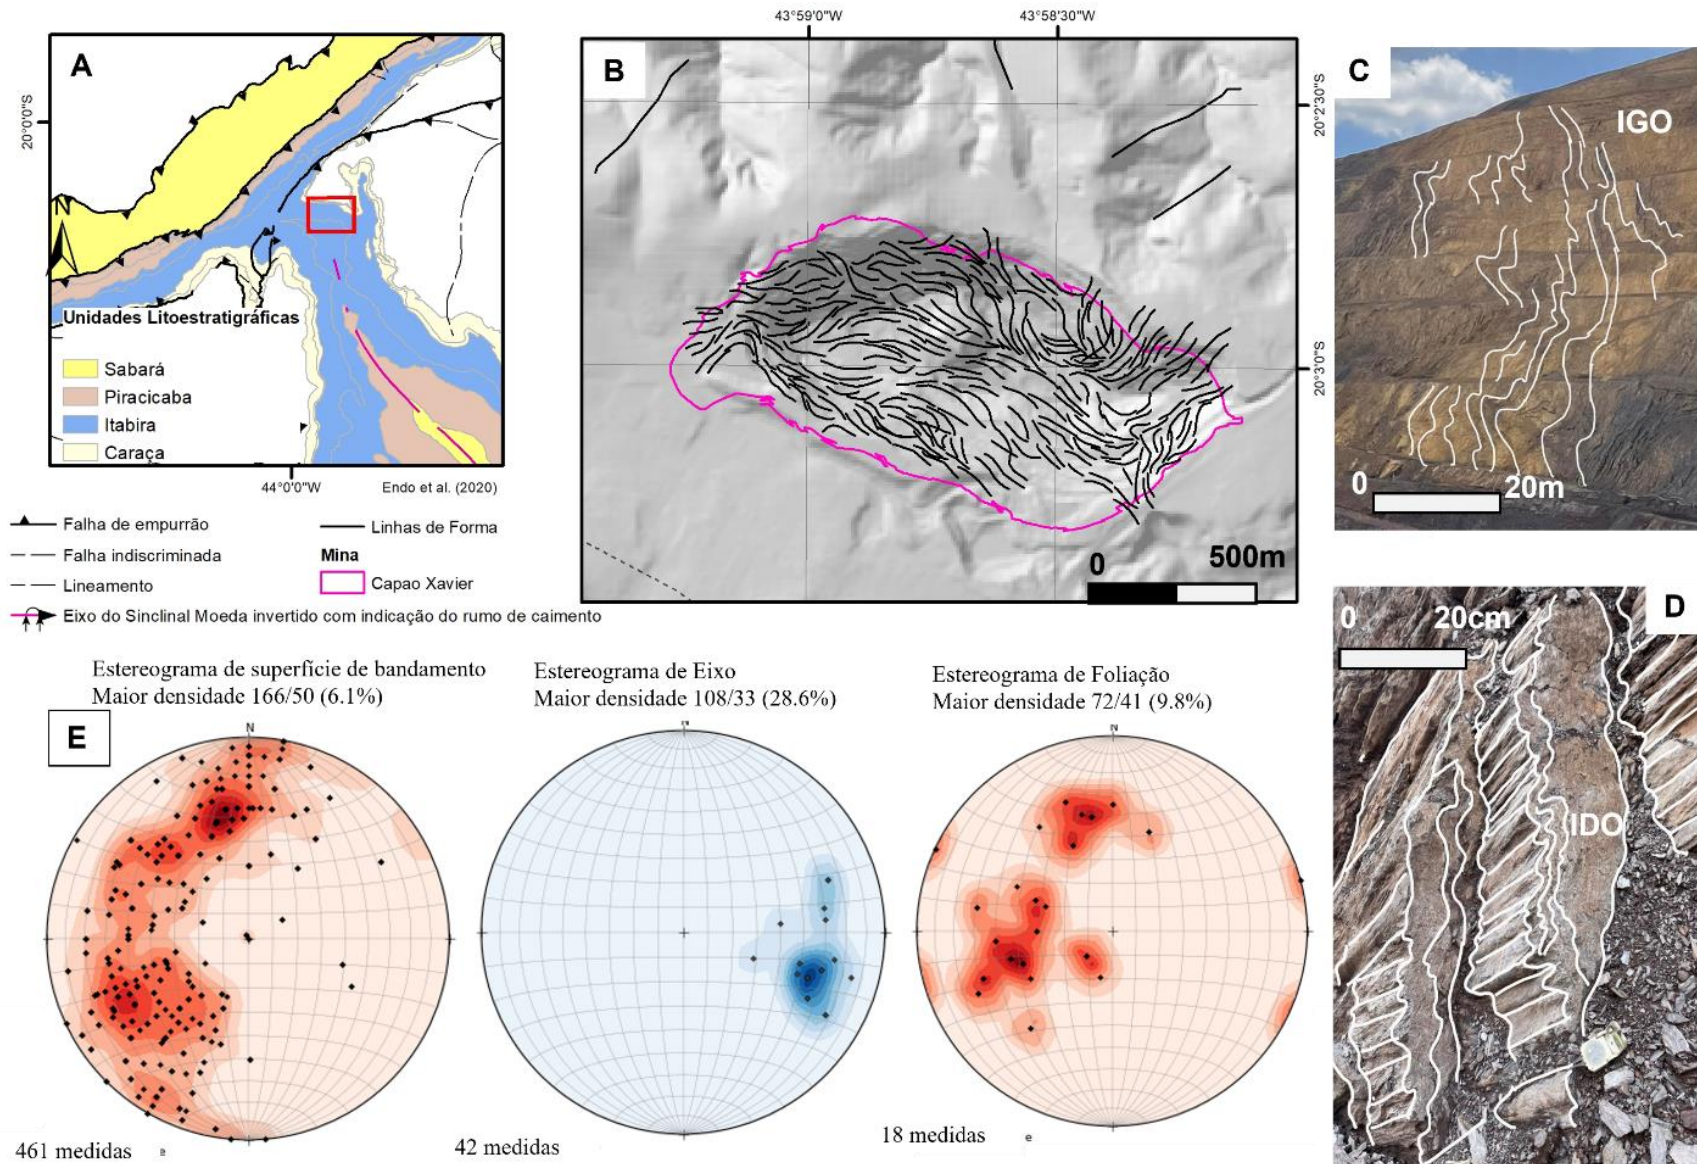 43°59'0"W
43°58'30"W
A
20°0'0"S
N
Unidades Litoestratigráficas
Sabará
Piracicaba
Itabira
Caraça
44°0'0"W
Endo et al. (2020)
Falha de empurrão
Falha indiscriminada
Lineamento
Linhas de Forma
Mina
Capao Xavier
Eixo do Sinclinal Moeda invertido com indicação do rumo de caimento
B
20°2'30"S
20°3'0"S
0
500m
C
IGO
0
20m
D
0
20cm
IDO
Estereograma de superfície de bandamento
Maior densidade 166/50 (6.1%)
E
N
461 medidas
e
Estereograma de Eixo
Maior densidade 108/33 (28.6%)
42 medidas
Estereograma de Foliação
Maior densidade 72/41 (9.8%)
N
18 medidas
e